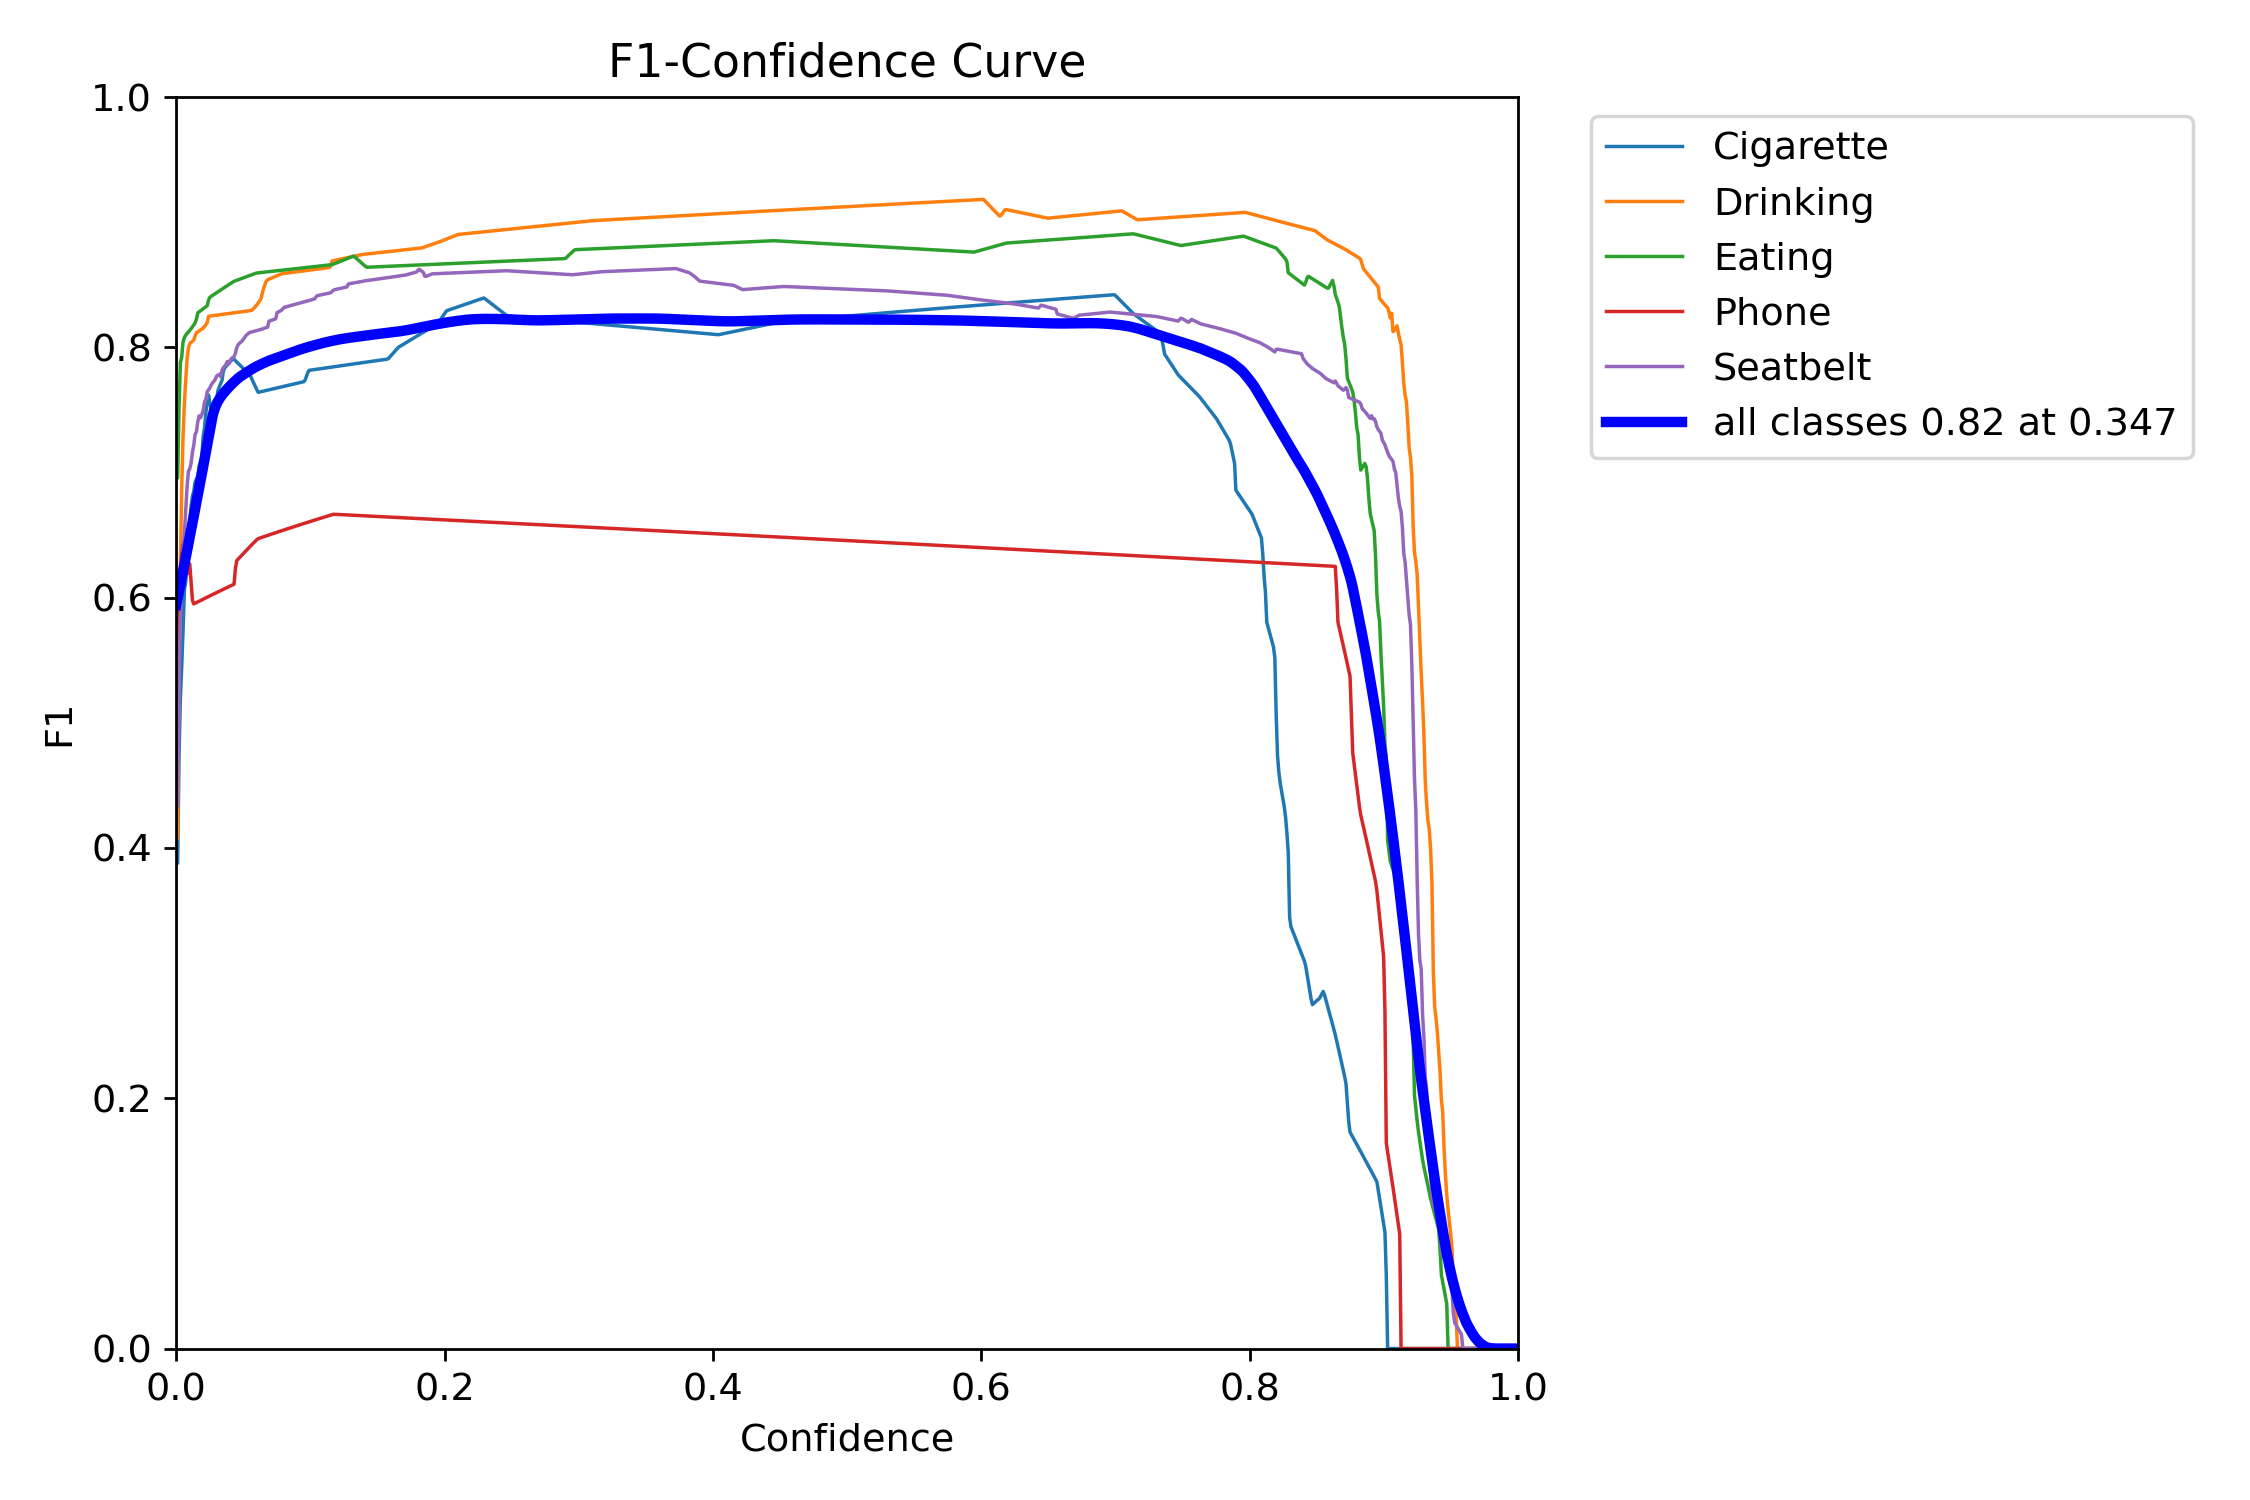 F1-Confidence Curve
1.0
0.8
0.6
0.4
0.2
0.0
F1
0.0 0.2 0.4 0.6 0.8 1.0
Confidence
Cigarette
Drinking
Eating
Phone
Seatbelt
all classes 0.82 at 0.347